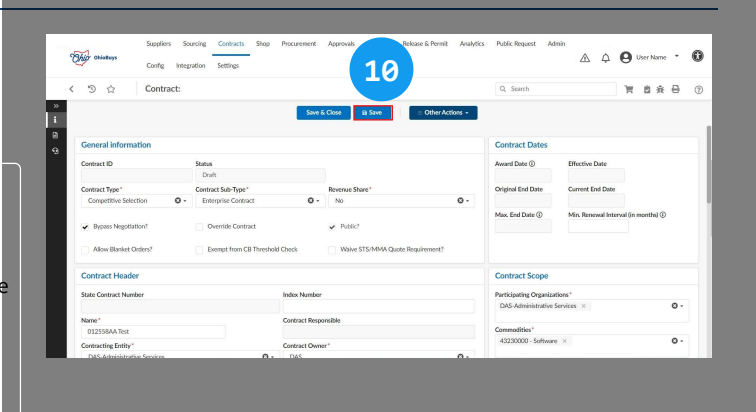 Suppliers Sourcing Contracts Shop Procurement Approvals Release & Permit Analytics Public Request Admin
Ohio OhioBuys
Config Integration Settings
User Name
10
Contract:
Search
Save & Close Save Other Actions
General information
Contract ID Status
Draft
Contract Type* Contract Sub-Type* Revenue Share*
Competitive Selection Enterprise Contract No
Bypass Negotiation? Override Contract Public?
Allow Blanket Orders? Exempt from CB Threshold Check Waive STS/MMA Quote Requirement?
Contract Dates
Award Date Effective Date
Original End Date Current End Date
Max. End Date Min. Renewal Interval (in months)
Contract Header
State Contract Number Index Number
Name* Contract Responsible
012558AA Test
Contracting Entity* Contract Owner*
DAS-Administrative Services DAS
Contract Scope
Participating Organizations*
DAS-Administrative Services ×
Commodities*
43230000 - Software ×
e